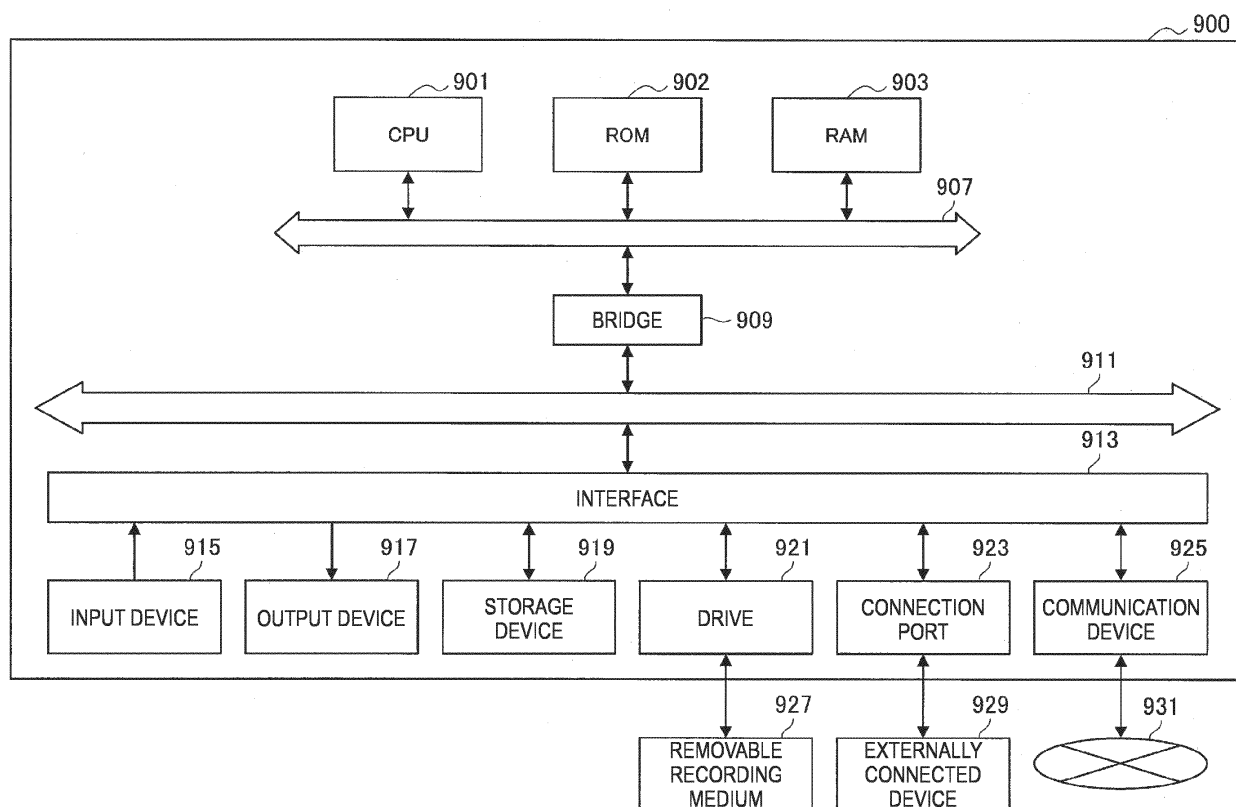 900
901
902
903
CPU
ROM
RAM
907
BRIDGE
909
911
913
INTERFACE
915
917
919
921
923
925
INPUT DEVICE
OUTPUT DEVICE
STORAGE
DEVICE
DRIVE
CONNECTION
PORT
COMMUNICATION
DEVICE
927
929
931
REMOVABLE
RECORDING
MEDIUM
EXTERNALLY
CONNECTED
DEVICE